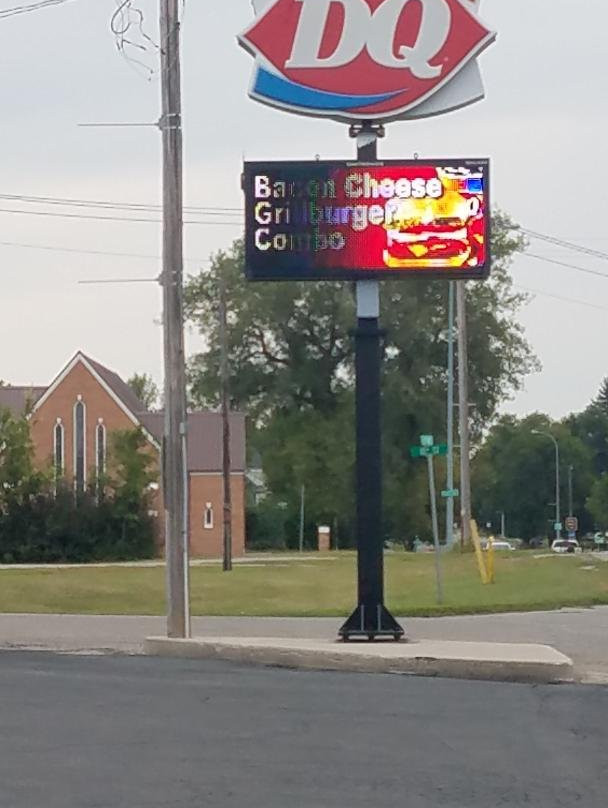 DQ
Bacon Cheese
Grillburger
Combo